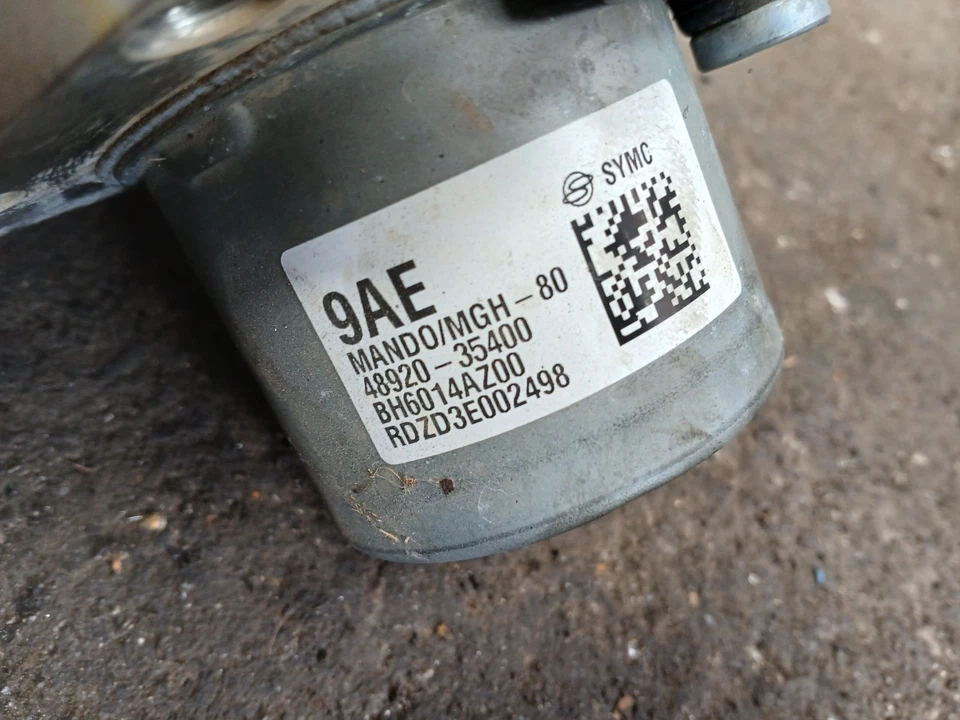 SYMC
9AE
MANDO/MGH-80
48920-35400
BH6014AZ00
RDZD3E002498